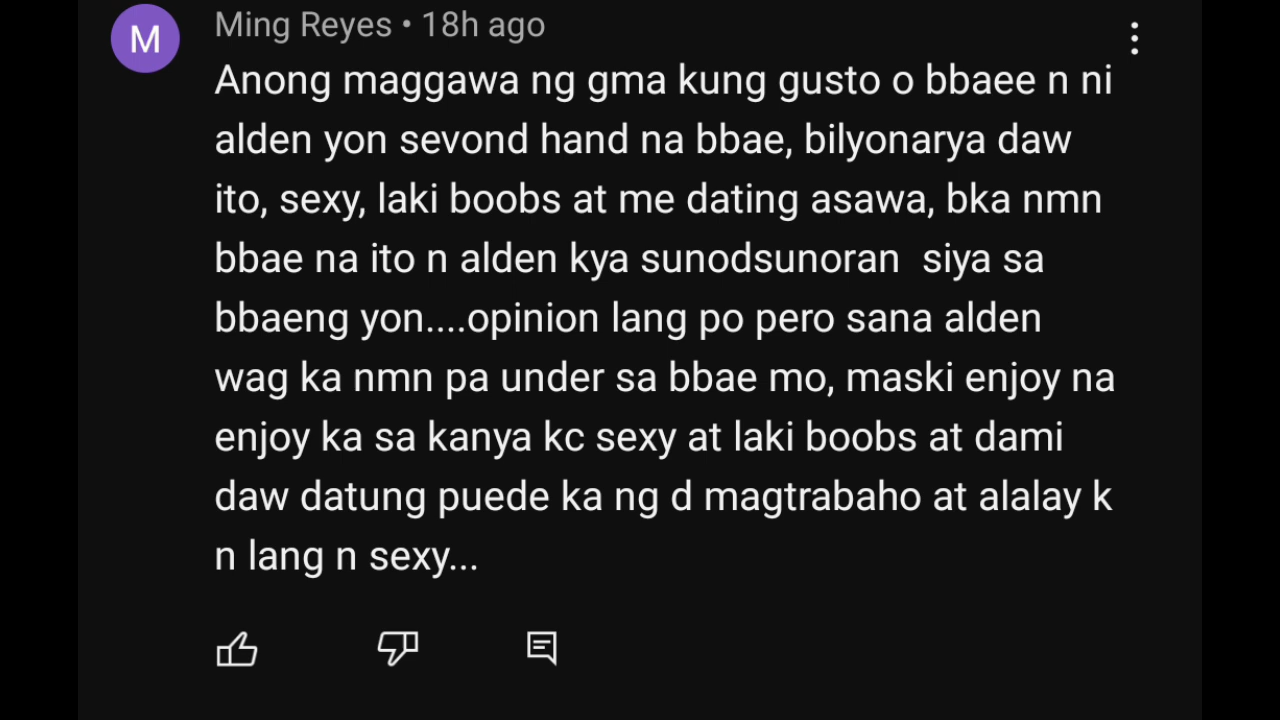 M
Ming Reyes • 18h ago
Anong maggawa ng gma kung gusto o bbaee n ni
alden yon sevond hand na bbae, bilyonarya daw
ito, sexy, laki boobs at me dating asawa, bka nmn
bbae na ito n alden kya sunodsunoran  siya sa
bbaeng yon....opinion lang po pero sana alden
wag ka nmn pa under sa bbae mo, maski enjoy na
enjoy ka sa kanya kc sexy at laki boobs at dami
daw datung puede ka ng d magtrabaho at alalay k
n lang n sexy...